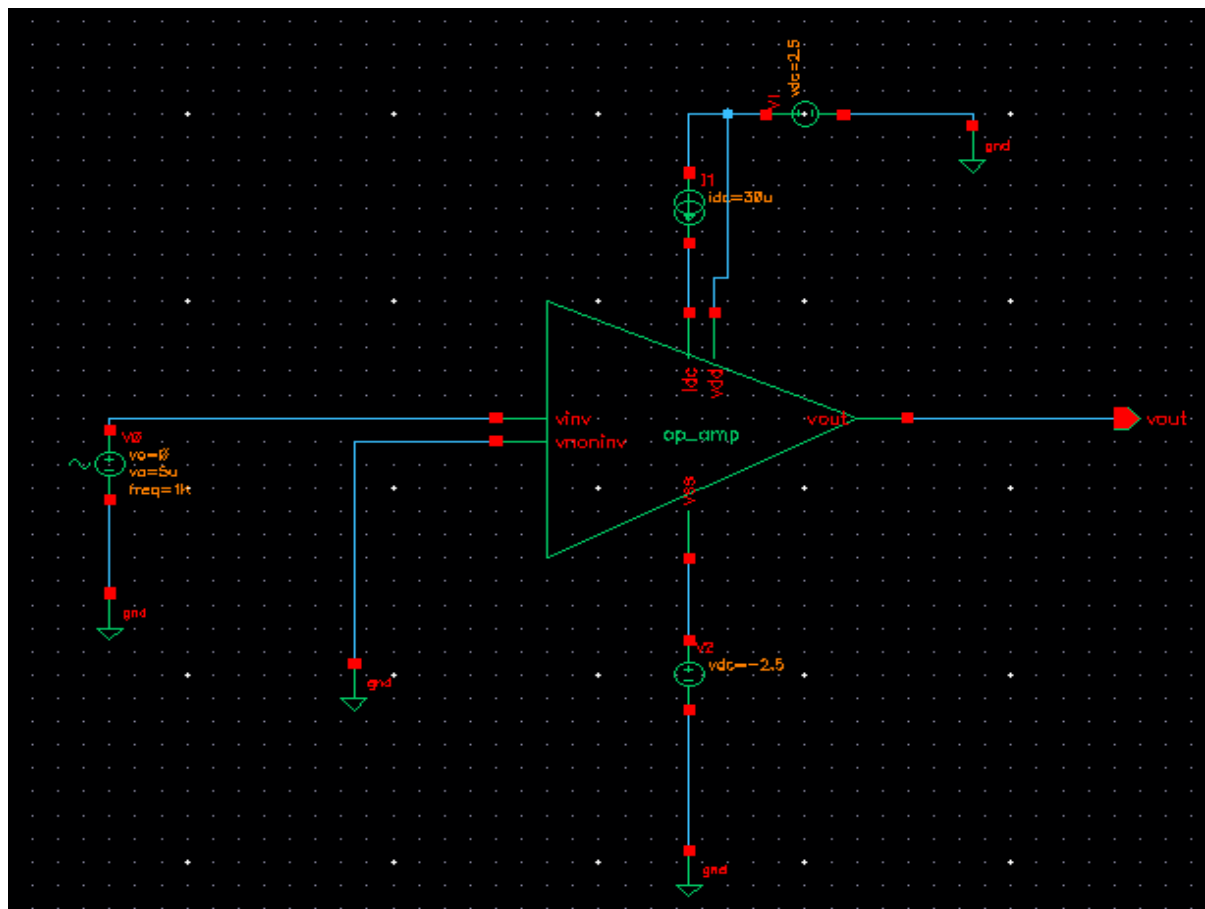 vdc=2.5
V1
gnd
I1
idc=30u
Idc
vdd
vinv
vnoninv
op_amp
vout
vout
V0
vo=0
va=5u
freq=1K
vss
gnd
V2
vdc=-2.5
gnd
gnd